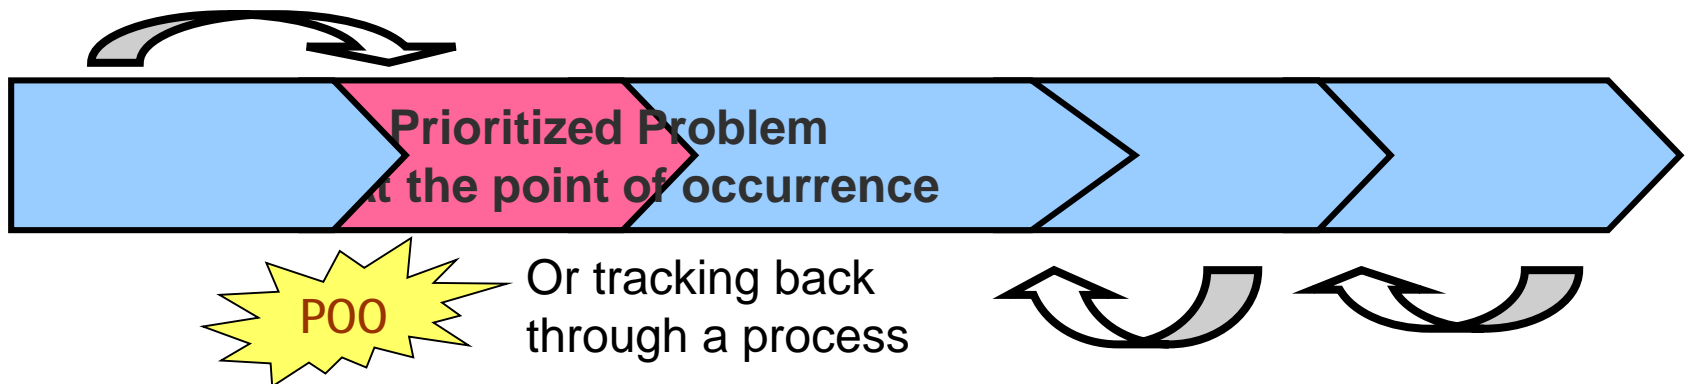 Prioritized Problem
t the point of occurrence
POO
Or tracking back
through a process